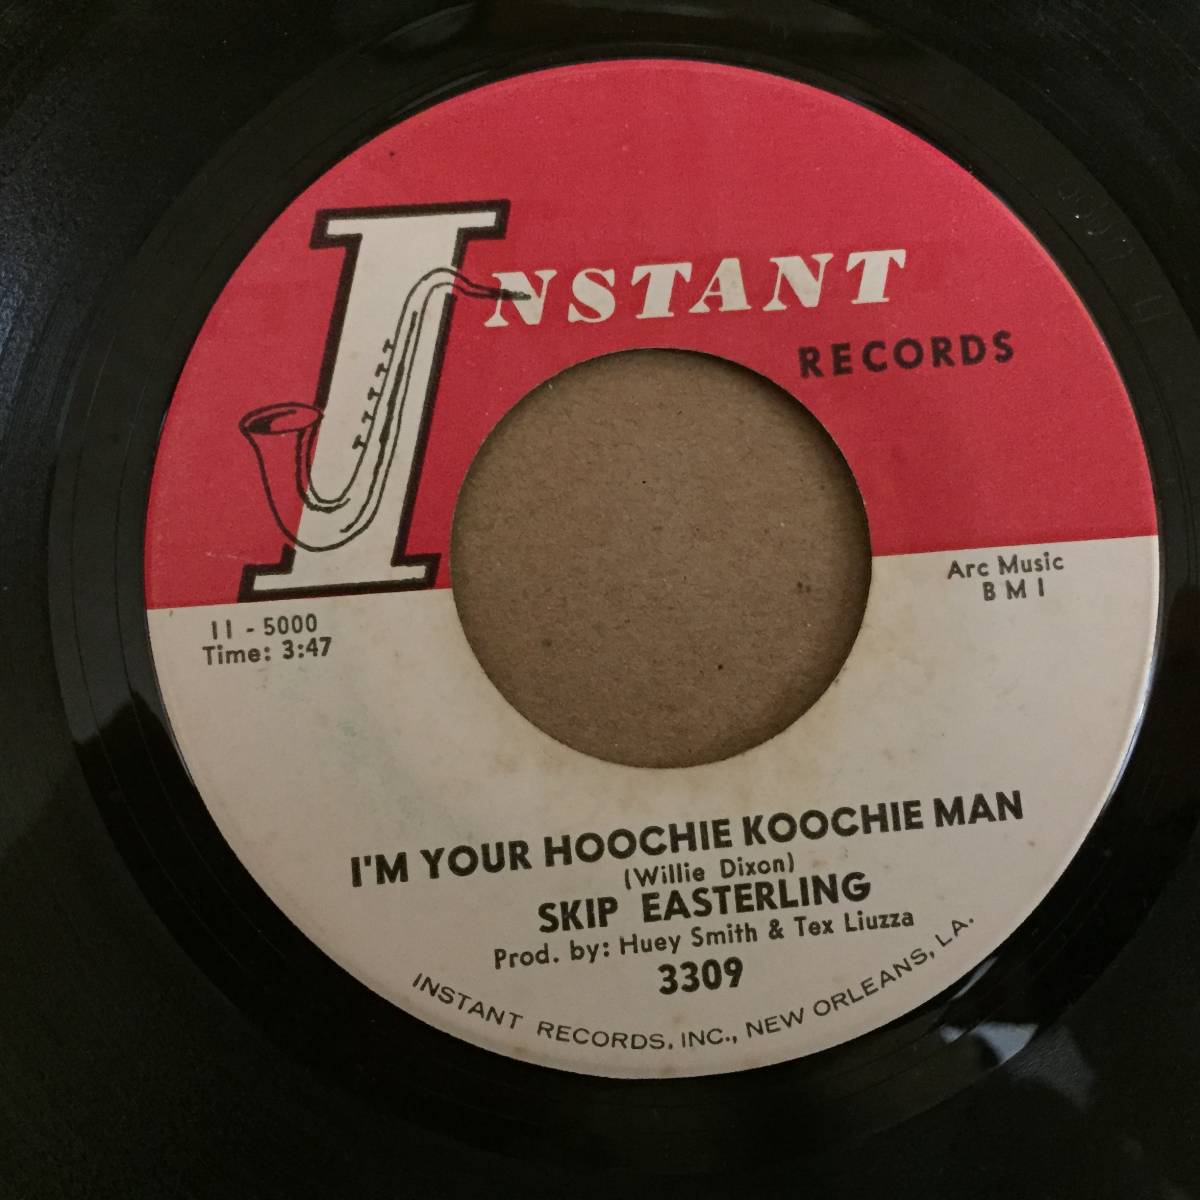 INSTANT
RECORDS
Arc Music
B M I
11 - 5000
Time: 3:47
I'M YOUR HOOCHIE KOOCHIE MAN
(Willie Dixon)
SKIP EASTERLING
Prod. by: Huey Smith & Tex Liuzza
3309
INSTANT RECORDS, INC., NEW ORLEANS, LA.